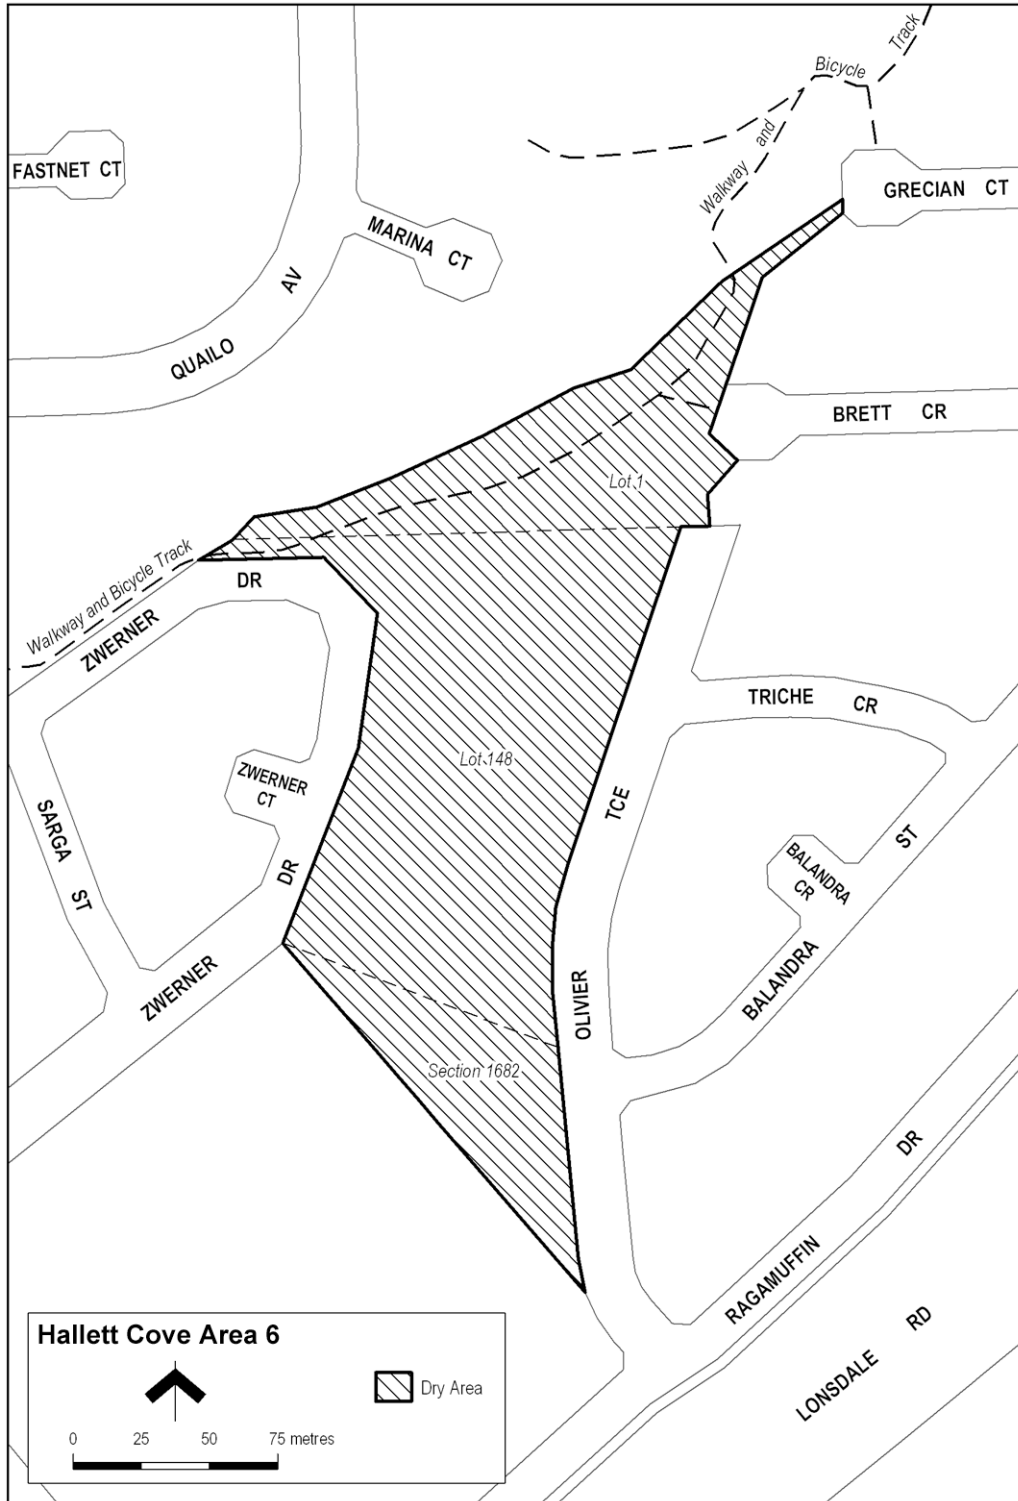 Track
Bicycle
Walkway and
FASTNET CT
GRECIAN CT
MARINA CT
QUAILO AV
BRETT CR
Lot 1
Walkway and Bicycle Track
ZWERNER DR
TRICHE CR
Lot 148
ZWERNER
CT
SARGA ST
TCE
ST
BALANDRA
CR
DR
ZWERNER
OLIVIER
BALANDRA
Section 1682
DR
RAGAMUFFIN
LONSDALE RD
Hallett Cove Area 6
Dry Area
0 25 50 75 metres